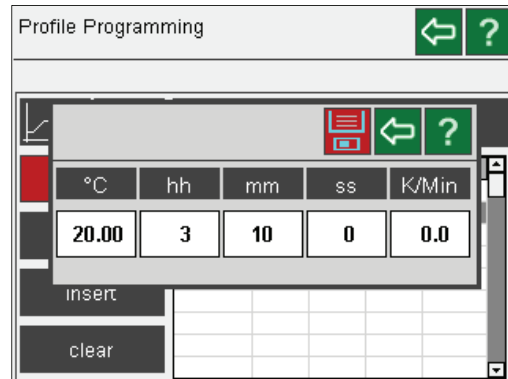 Profile Programming
?
?
°C hh mm ss K/Min
20.00 3 10 0 0.0
insert
clear